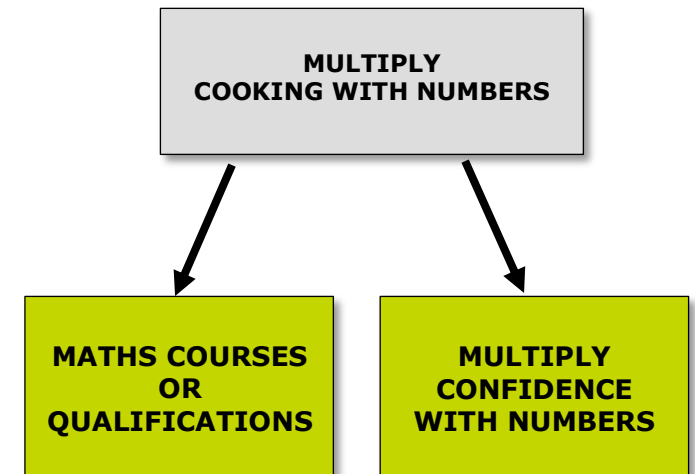 MULTIPLY
COOKING WITH NUMBERS
MATHS COURSES
OR
QUALIFICATIONS
MULTIPLY
CONFIDENCE
WITH NUMBERS